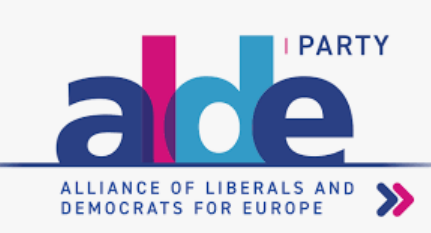 alde | PARTY
ALLIANCE OF LIBERALS AND
DEMOCRATS FOR EUROPE